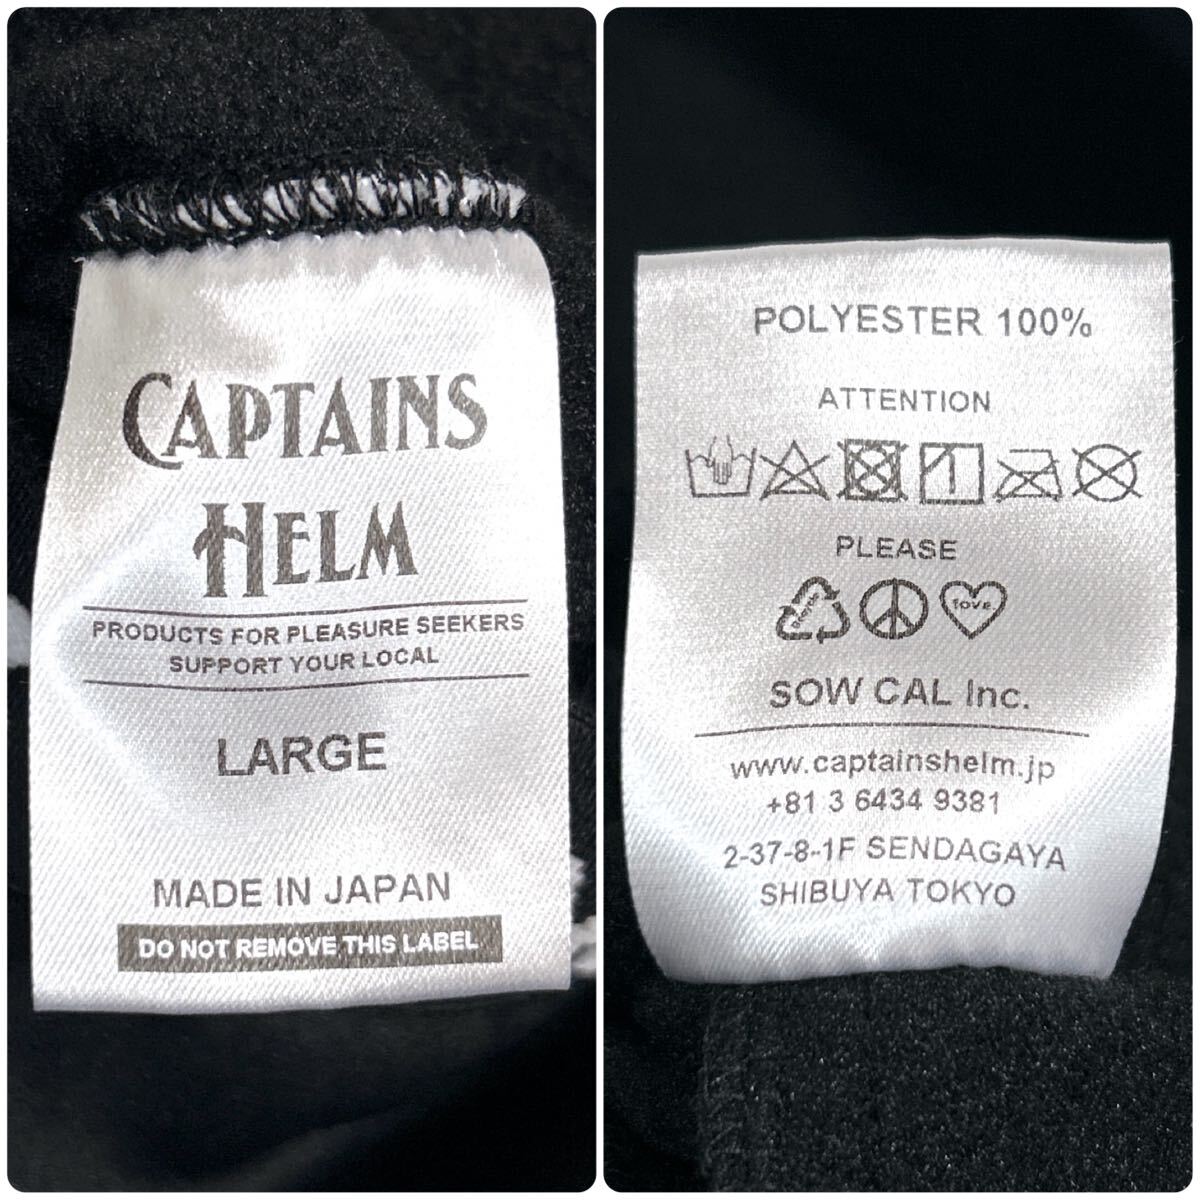 CAPTAINS
HELM
PRODUCTS FOR PLEASURE SEEKERS
SUPPORT YOUR LOCAL
LARGE
MADE IN JAPAN
DO NOT REMOVE THIS LABEL
POLYESTER 100%
ATTENTION
PLEASE
love.
SOW CAL Inc.
www.captainshelm.jp
+81 3 6434 9381
2-37-8-1F SENDAGAYA
SHIBUYA TOKYO